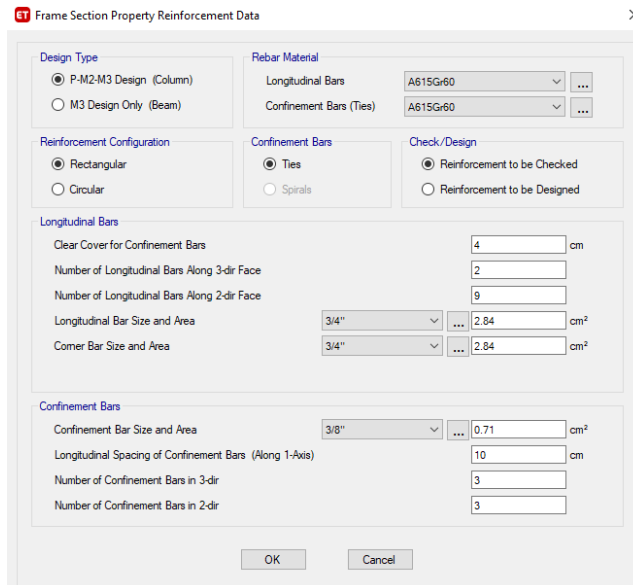 ET Frame Section Property Reinforcement Data
Design Type
P-M2-M3 Design (Column)
M3 Design Only (Beam)
Rebar Material
Longitudinal Bars A615Gr60 ...
Confinement Bars (Ties) A615Gr60 ...
Reinforcement Configuration
Rectangular
Circular
Confinement Bars
Ties
Spirals
Check/Design
Reinforcement to be Checked
Reinforcement to be Designed
Longitudinal Bars
Clear Cover for Confinement Bars 4 cm
Number of Longitudinal Bars Along 3-dir Face 2
Number of Longitudinal Bars Along 2-dir Face 9
Longitudinal Bar Size and Area 3/4" ... 2.84 cm²
Corner Bar Size and Area 3/4" ... 2.84 cm²
Confinement Bars
Confinement Bar Size and Area 3/8" ... 0.71 cm²
Longitudinal Spacing of Confinement Bars (Along 1-Axis) 10 cm
Number of Confinement Bars in 3-dir 3
Number of Confinement Bars in 2-dir 3
OK Cancel